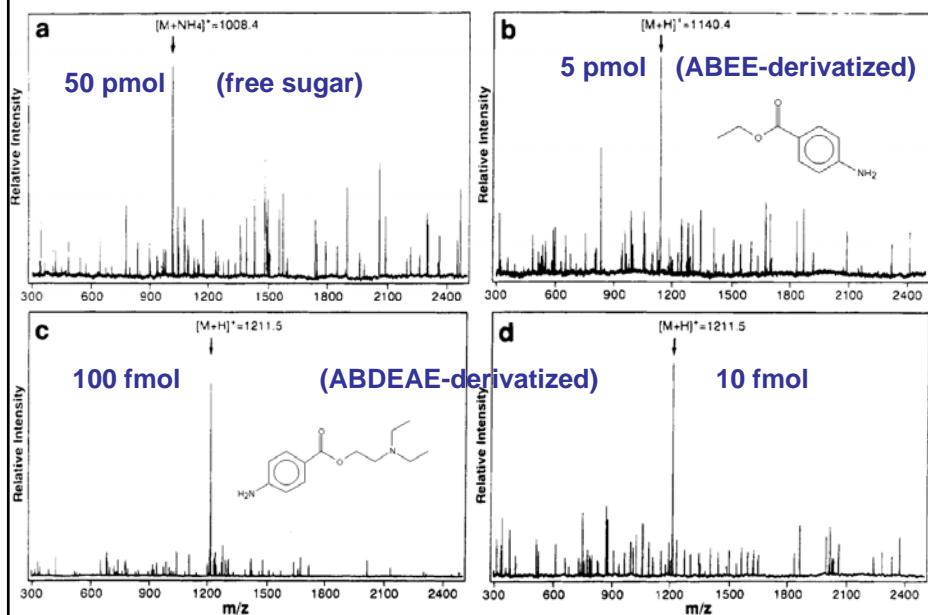 a
[M+NH₄]⁺=1008.4
50 pmol (free sugar)
Relative Intensity
300 600 900 1200 1500 1800 2100 2400
b
[M+H]⁺=1140.4
5 pmol (ABEE-derivatized)
O
O
NH₂
Relative Intensity
300 600 900 1200 1500 1800 2100 2400
c
[M+H]⁺=1211.5
100 fmol (ABDEAE-derivatized)
O
O
N
H₂N
Relative Intensity
300 600 900 1200 1500 1800 2100 2400
m/z
d
[M+H]⁺=1211.5
10 fmol
Relative Intensity
300 600 900 1200 1500 1800 2100 2400
m/z